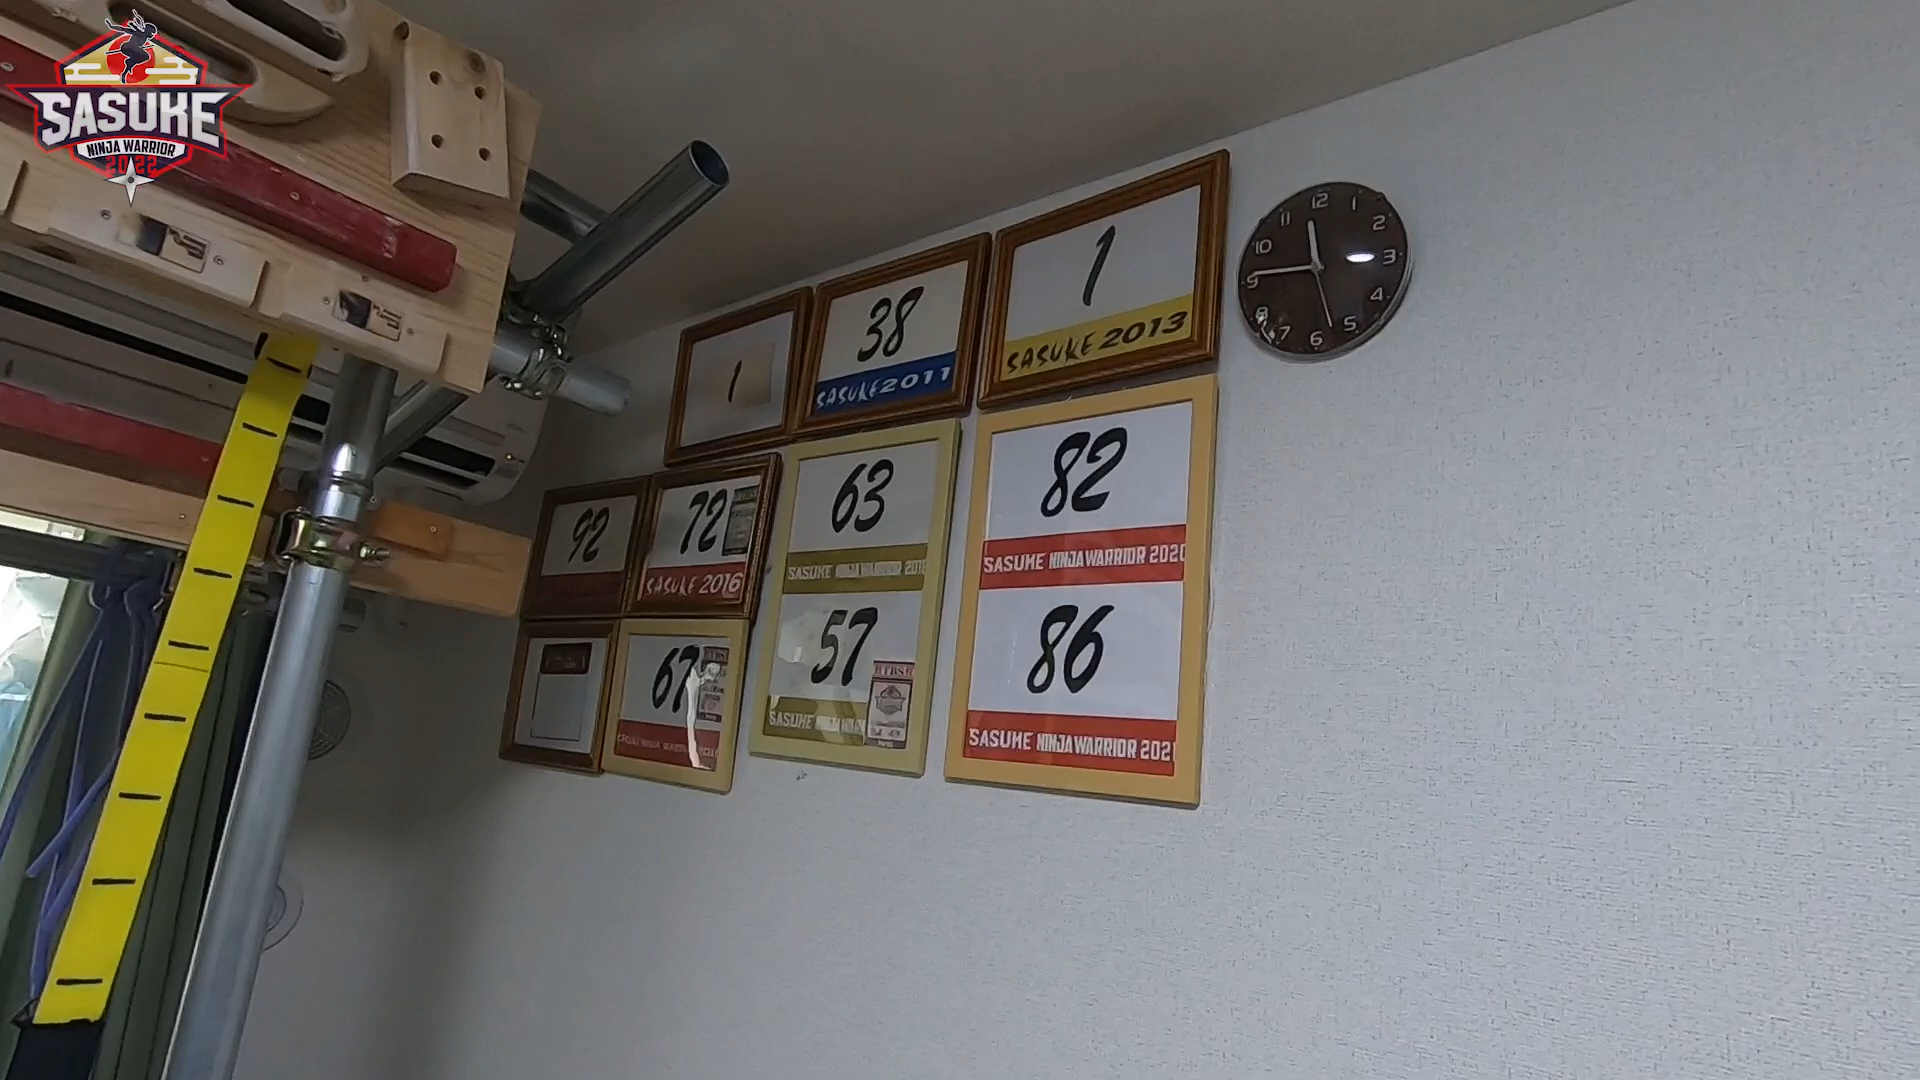 SASUKE
NINJA WARRIOR
2022
1
38
SASUKE2011
1
SASUKE 2013
12
1
2
3
4
5
6
7
8
9
10
11
92
72
SASUKE 2016
63
SASUKE NINJA WARRIOR
82
SASUKE NINJA WARRIOR 2020
67
57
SASUKE NINJA
86
SASUKE NINJA WARRIOR 2021